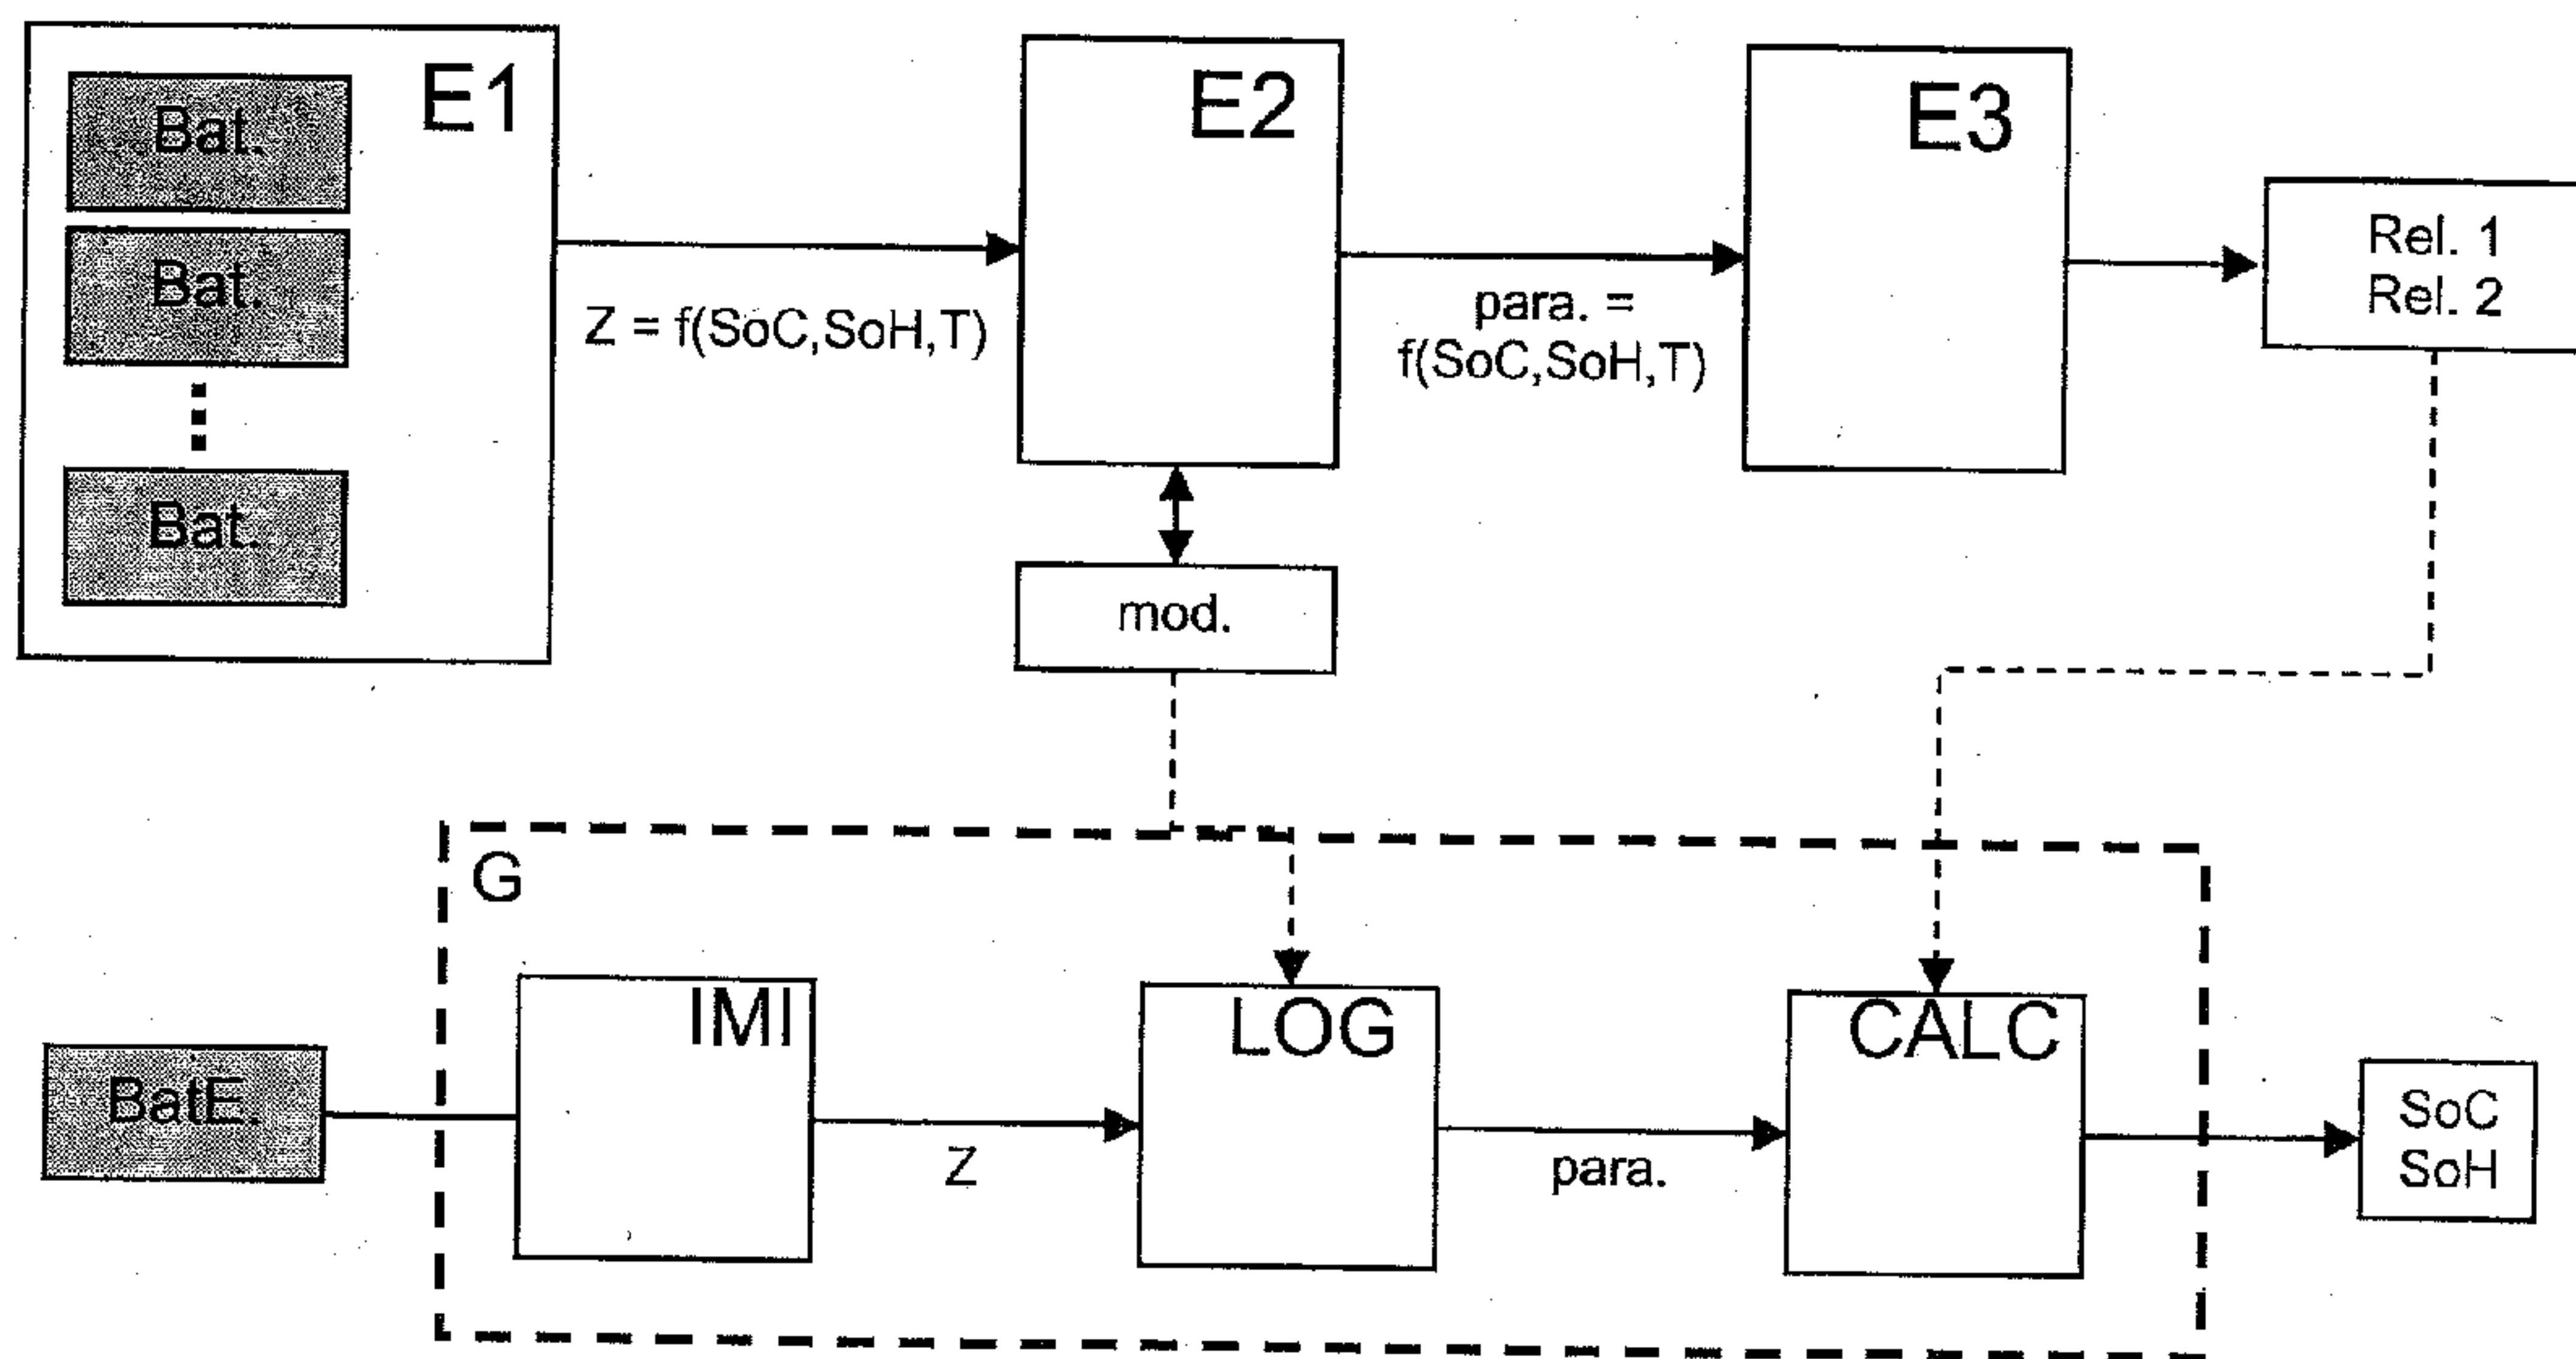 E1
Bat.
Bat.
Bat.
Z = f(SoC,SoH,T)
E2
mod.
para. =
f(SoC,SoH,T)
E3
Rel. 1
Rel. 2
G
BatE.
IMI
Z
LOG
para.
CALC
SoC
SoH